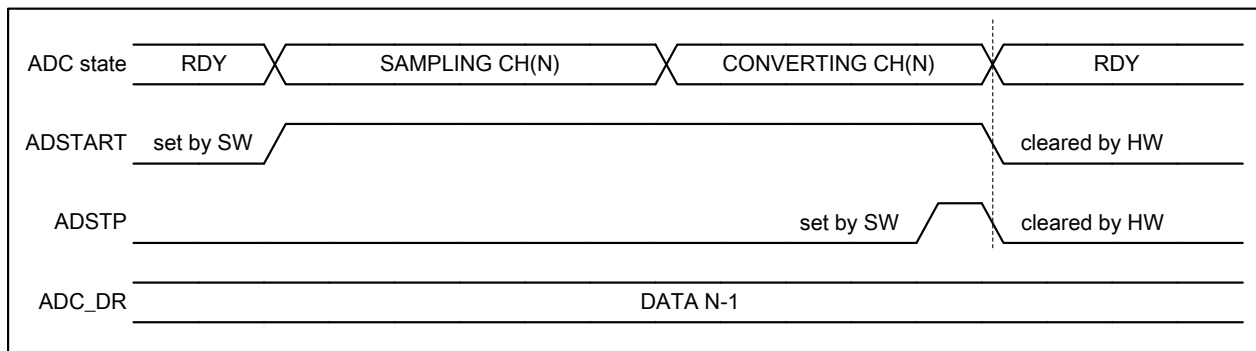 ADC state RDY SAMPLING CH(N) CONVERTING CH(N) RDY
ADSTART set by SW cleared by HW
ADSTP set by SW cleared by HW
ADC_DR DATA N-1